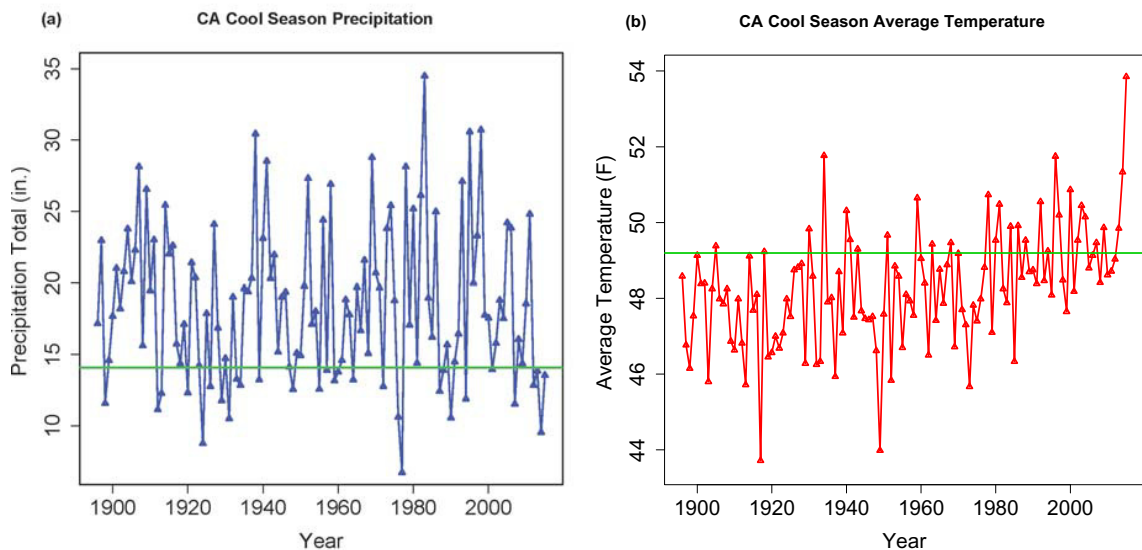 (a)
CA Cool Season Precipitation
Precipitation Total (in.)
35
30
25
20
15
10
1900 1920 1940 1960 1980 2000
Year
(b)
CA Cool Season Average Temperature
Average Temperature (F)
54
52
50
48
46
44
1900 1920 1940 1960 1980 2000
Year